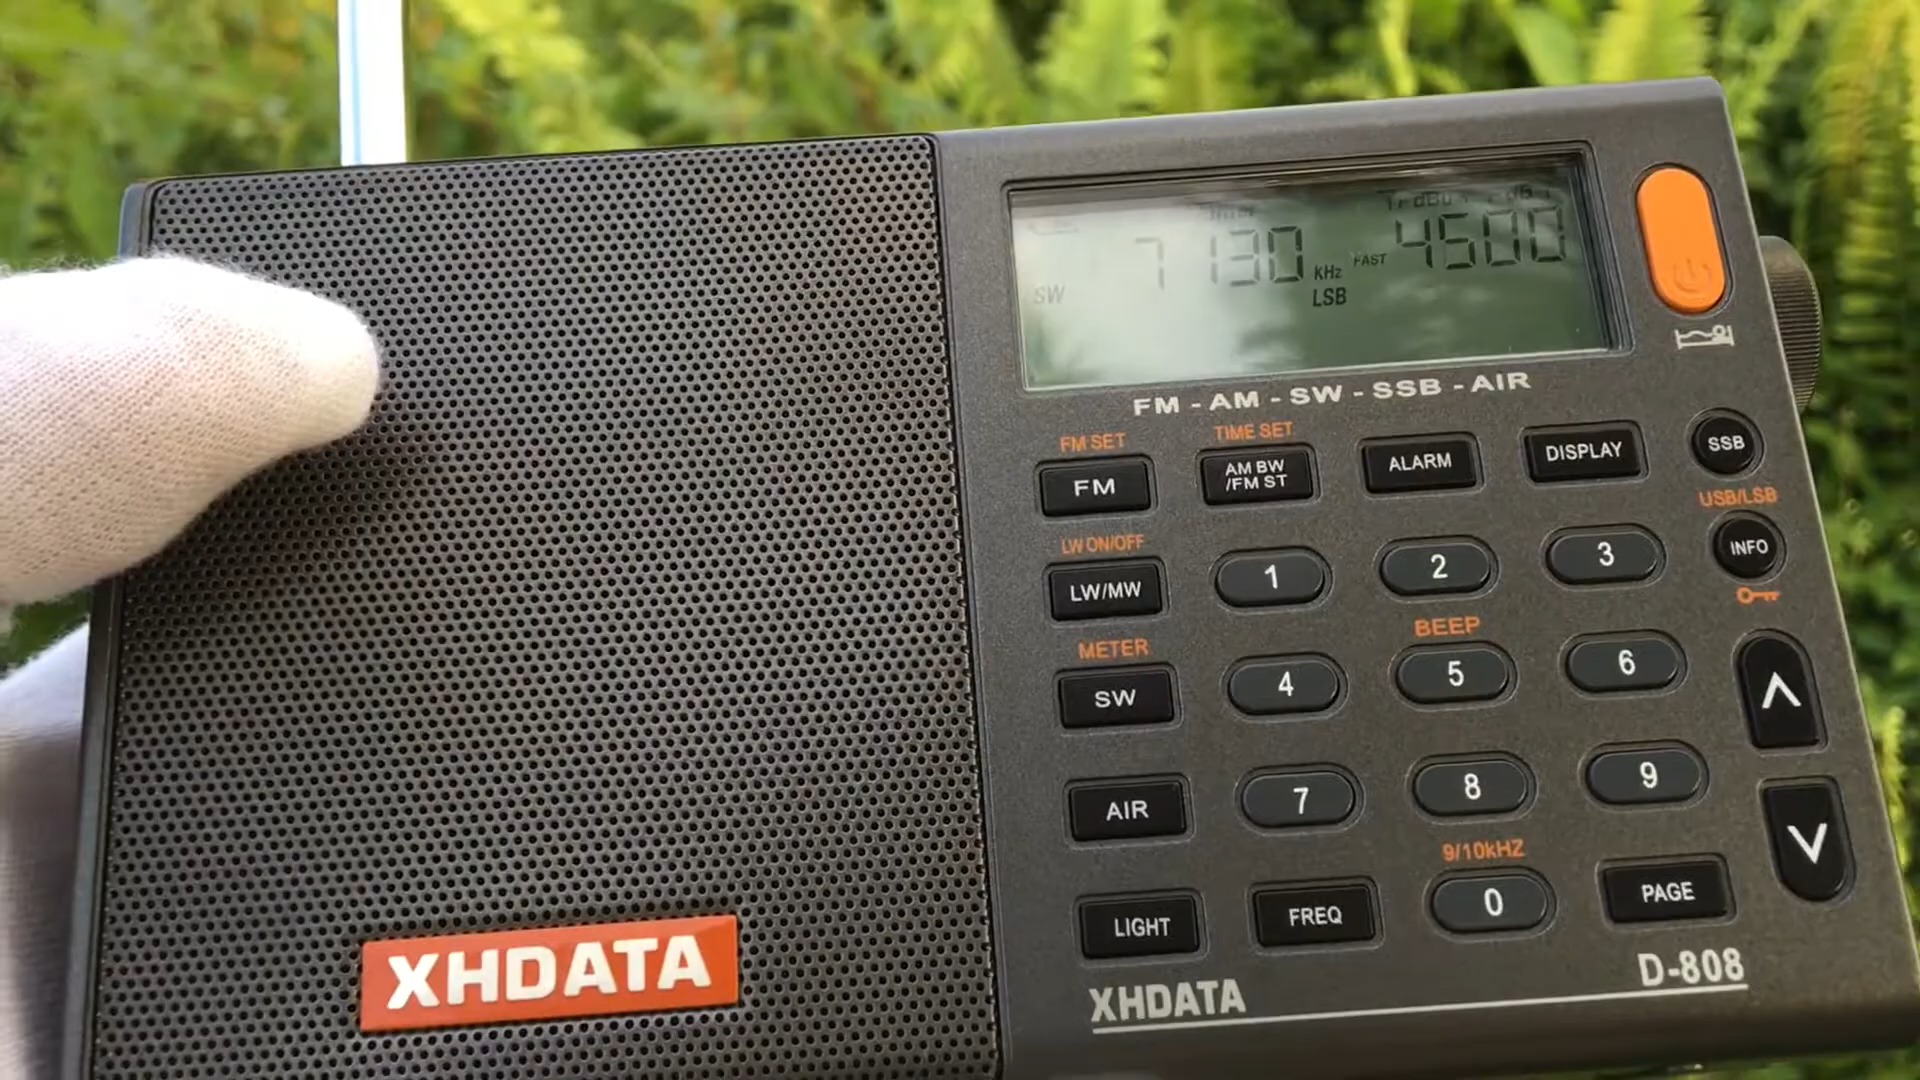 7130 KHz FAST 4500
SW LSB
FM - AM - SW - SSB - AIR
FM SET TIME SET
FM AM BW /FM ST ALARM DISPLAY SSB
USB/LSB
LW ON/OFF
LW/MW 1 2 3 INFO
METER BEEP
SW 4 5 6
AIR 7 8 9
9/10kHZ
LIGHT FREQ 0 PAGE
XHDATA
XHDATA D-808